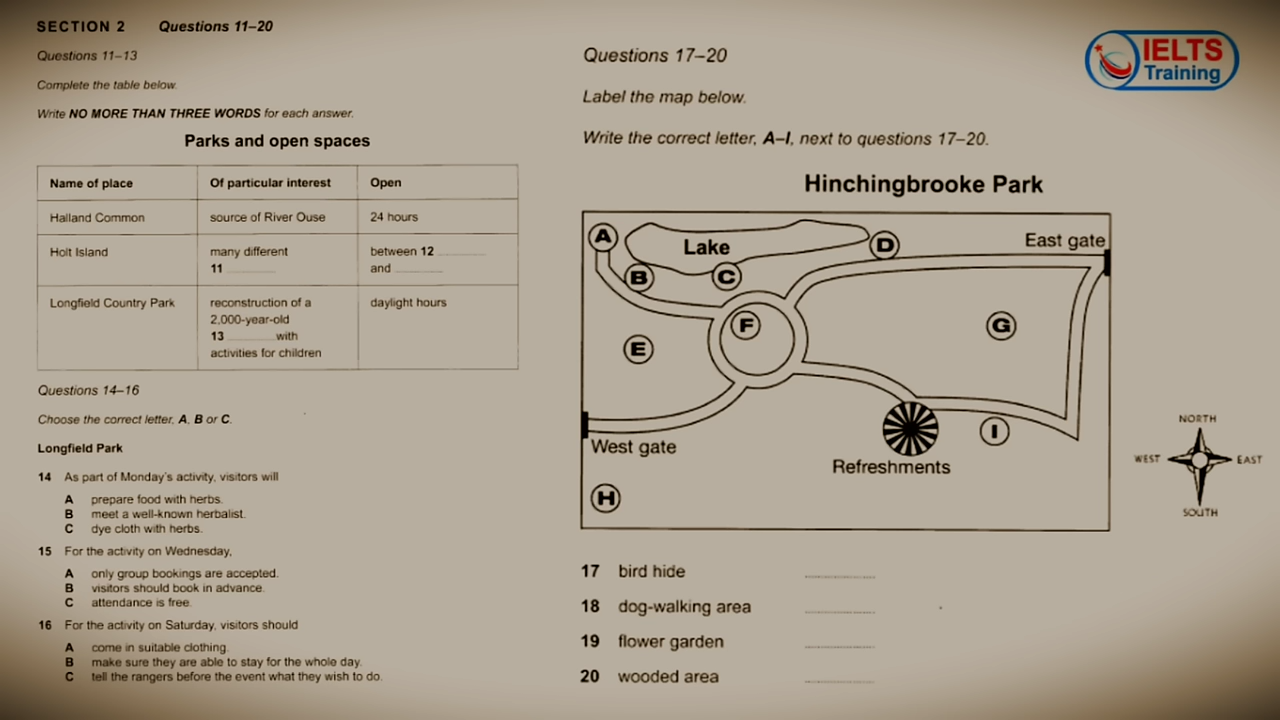 SECTION 2 Questions 11–20
Questions 11–13
Complete the table below.
Write NO MORE THAN THREE WORDS for each answer.
Parks and open spaces
Name of place Of particular interest Open
Halland Common source of River Ouse 24 hours
Holt Island many different between 12 ............
11 ............ and ............
Longfield Country Park reconstruction of a daylight hours
2,000-year-old
13 ............ with
activities for children
Questions 14–16
Choose the correct letter, A, B or C.
Longfield Park
14 As part of Monday's activity, visitors will
A prepare food with herbs.
B meet a well-known herbalist.
C dye cloth with herbs.
15 For the activity on Wednesday,
A only group bookings are accepted.
B visitors should book in advance.
C attendance is free.
16 For the activity on Saturday, visitors should
A come in suitable clothing.
B make sure they are able to stay for the whole day.
C tell the rangers before the event what they wish to do.
Questions 17–20
Label the map below.
Write the correct letter, A–I, next to questions 17–20.
Hinchingbrooke Park
A
Lake
D
East gate
B
C
F
G
E
West gate
I
Refreshments
H
NORTH
WEST
EAST
SOUTH
17 bird hide ............
18 dog-walking area ............
19 flower garden ............
20 wooded area ............
IELTS
Training